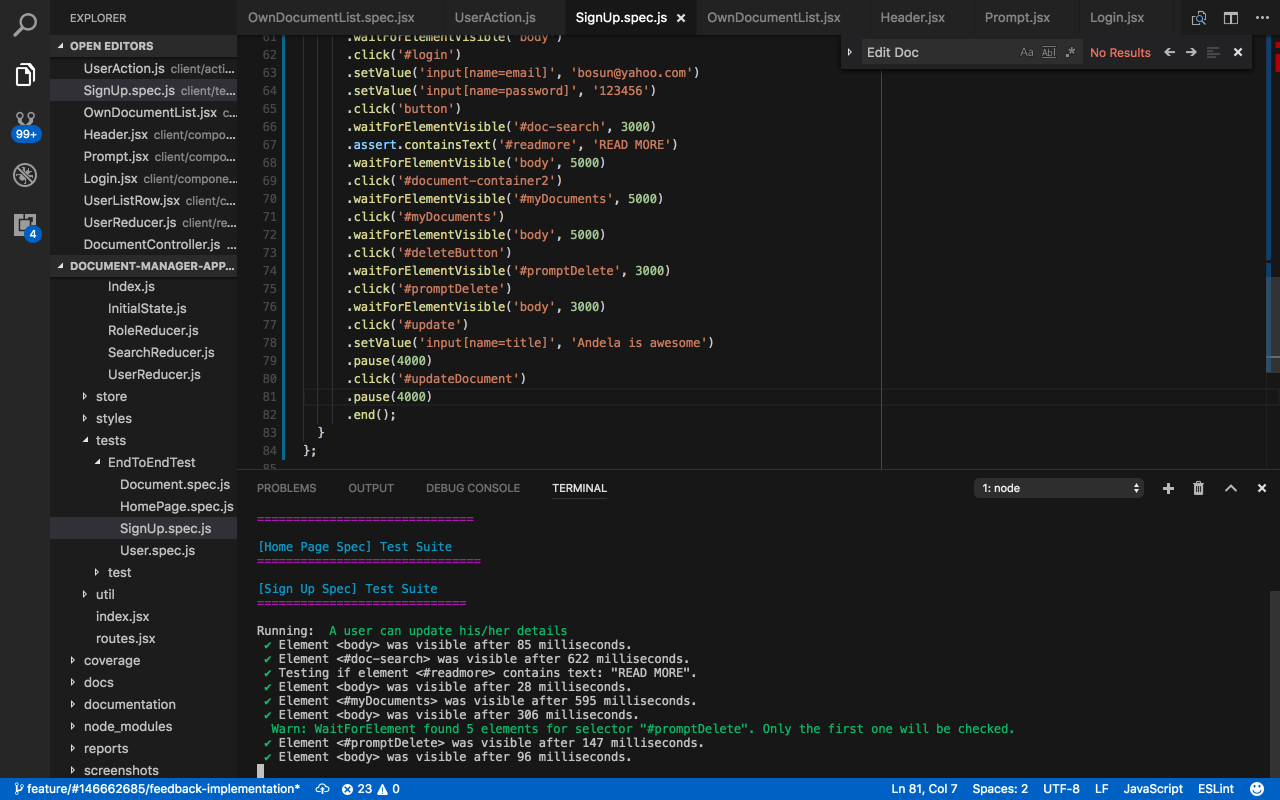 EXPLORER
OwnDocumentList.spec.jsx
UserAction.js
SignUp.spec.js
OwnDocumentList.jsx
Header.jsx
Prompt.jsx
Login.jsx
OPEN EDITORS
UserAction.js client/acti...
SignUp.spec.js client/te...
OwnDocumentList.jsx c...
Header.jsx client/compo...
Prompt.jsx client/compo...
Login.jsx client/compone...
UserListRow.jsx client/c...
UserReducer.js client/re...
DocumentController.js ...
99+
4
DOCUMENT-MANAGER-APP...
Index.js
InitialState.js
RoleReducer.js
SearchReducer.js
UserReducer.js
store
styles
tests
EndToEndTest
Document.spec.js
HomePage.spec.js
SignUp.spec.js
User.spec.js
test
util
index.jsx
routes.jsx
coverage
docs
documentation
node_modules
reports
screenshots
Edit Doc
Aa Abl .*
No Results
61 .waitForElementVisible('body')
62 .click('#login')
63 .setValue('input[name=email]', 'bosun@yahoo.com')
64 .setValue('input[name=password]', '123456')
65 .click('button')
66 .waitForElementVisible('#doc-search', 3000)
67 .assert.containsText('#readmore', 'READ MORE')
68 .waitForElementVisible('body', 5000)
69 .click('#document-container2')
70 .waitForElementVisible('#myDocuments', 5000)
71 .click('#myDocuments')
72 .waitForElementVisible('body', 5000)
73 .click('#deleteButton')
74 .waitForElementVisible('#promptDelete', 3000)
75 .click('#promptDelete')
76 .waitForElementVisible('body', 3000)
77 .click('#update')
78 .setValue('input[name=title]', 'Andela is awesome')
79 .pause(4000)
80 .click('#updateDocument')
81 .pause(4000)
82 .end();
83 }
84 };
85
PROBLEMS OUTPUT DEBUG CONSOLE TERMINAL
1: node
==============================
[Home Page Spec] Test Suite
===============================
[Sign Up Spec] Test Suite
=============================
Running: A user can update his/her details
✔ Element <body> was visible after 85 milliseconds.
✔ Element <#doc-search> was visible after 622 milliseconds.
✔ Testing if element <#readmore> contains text: "READ MORE".
✔ Element <body> was visible after 28 milliseconds.
✔ Element <#myDocuments> was visible after 595 milliseconds.
✔ Element <body> was visible after 306 milliseconds.
Warn: WaitForElement found 5 elements for selector "#promptDelete". Only the first one will be checked.
✔ Element <#promptDelete> was visible after 147 milliseconds.
✔ Element <body> was visible after 96 milliseconds.
feature/#146662685/feedback-implementation* 23 0
Ln 81, Col 7 Spaces: 2 UTF-8 LF JavaScript ESLint